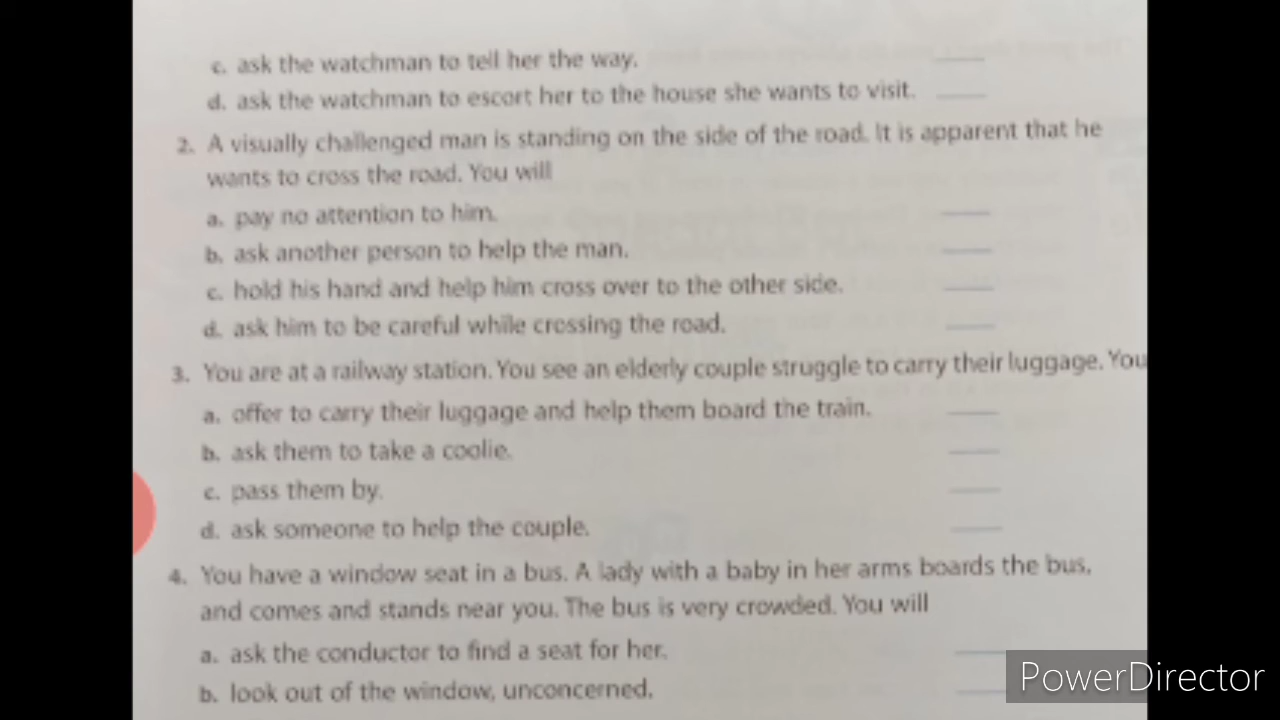 c. ask the watchman to tell her the way.
d. ask the watchman to escort her to the house she wants to visit.
2. A visually challenged man is standing on the side of the road. It is apparent that he
wants to cross the road. You will
a. pay no attention to him.
b. ask another person to help the man.
c. hold his hand and help him cross over to the other side.
d. ask him to be careful while crossing the road.
3. You are at a railway station. You see an elderly couple struggle to carry their luggage. You
a. offer to carry their luggage and help them board the train.
b. ask them to take a coolie.
c. pass them by.
d. ask someone to help the couple.
4. You have a window seat in a bus. A lady with a baby in her arms boards the bus,
and comes and stands near you. The bus is very crowded. You will
a. ask the conductor to find a seat for her.
b. look out of the window, unconcerned.
PowerDirector